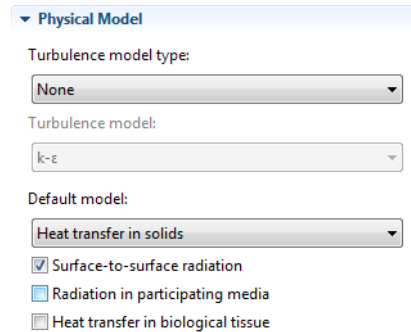 Physical Model
Turbulence model type:
None
Turbulence model:
k-ε
Default model:
Heat transfer in solids
Surface-to-surface radiation
Radiation in participating media
Heat transfer in biological tissue